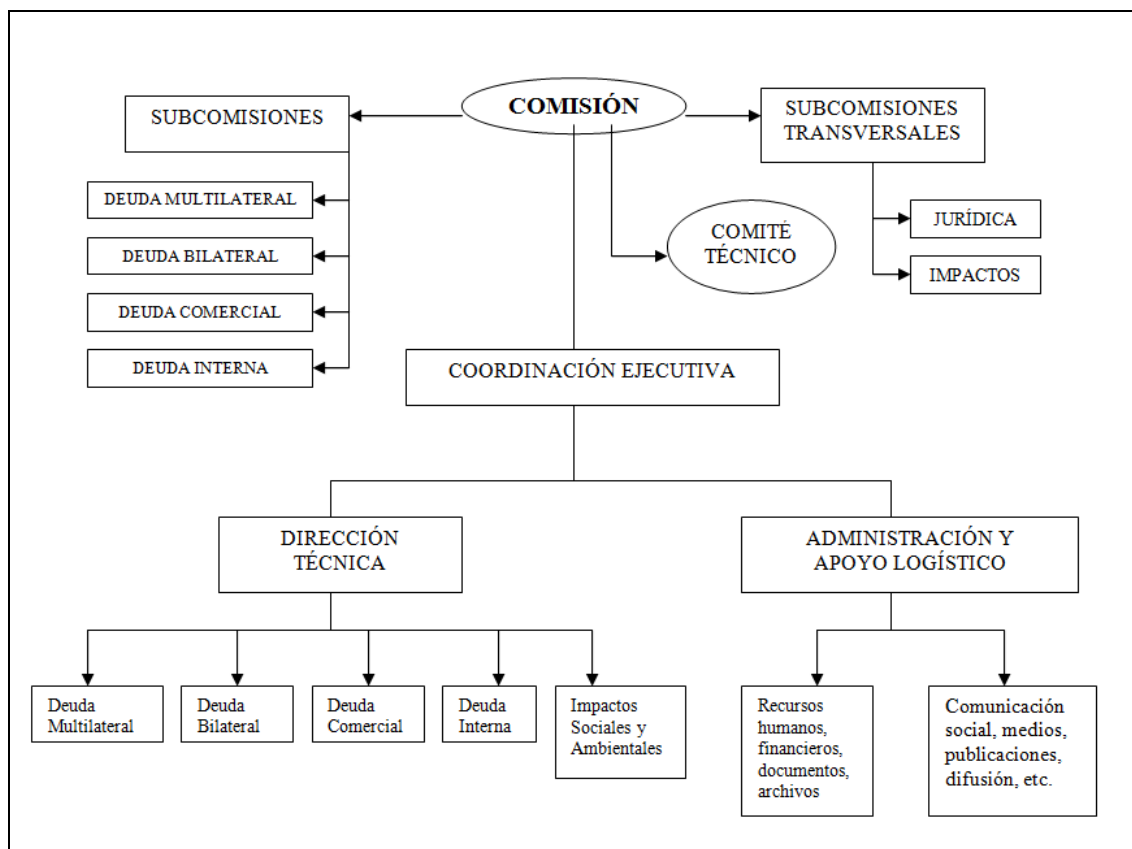 COMISIÓN
SUBCOMISIONES
DEUDA MULTILATERAL
DEUDA BILATERAL
DEUDA COMERCIAL
DEUDA INTERNA
SUBCOMISIONES
TRANSVERSALES
JURÍDICA
IMPACTOS
COMITÉ
TÉCNICO
COORDINACIÓN EJECUTIVA
DIRECCIÓN
TÉCNICA
ADMINISTRACIÓN Y
APOYO LOGÍSTICO
Deuda
Multilateral
Deuda
Bilateral
Deuda
Comercial
Deuda
Interna
Impactos
Sociales y
Ambientales
Recursos
humanos,
financieros,
documentos,
archivos
Comunicación
social, medios,
publicaciones,
difusión, etc.